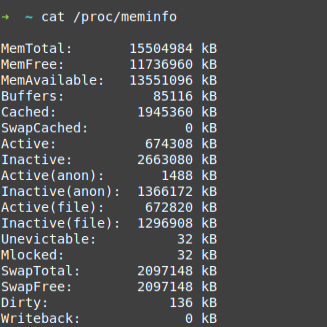 → ~ cat /proc/meminfo
MemTotal: 15504984 kB
MemFree: 11736960 kB
MemAvailable: 13551096 kB
Buffers: 85116 kB
Cached: 1945360 kB
SwapCached: 0 kB
Active: 674308 kB
Inactive: 2663080 kB
Active(anon): 1488 kB
Inactive(anon): 1366172 kB
Active(file): 672820 kB
Inactive(file): 1296908 kB
Unevictable: 32 kB
Mlocked: 32 kB
SwapTotal: 2097148 kB
SwapFree: 2097148 kB
Dirty: 136 kB
Writeback: 0 kB